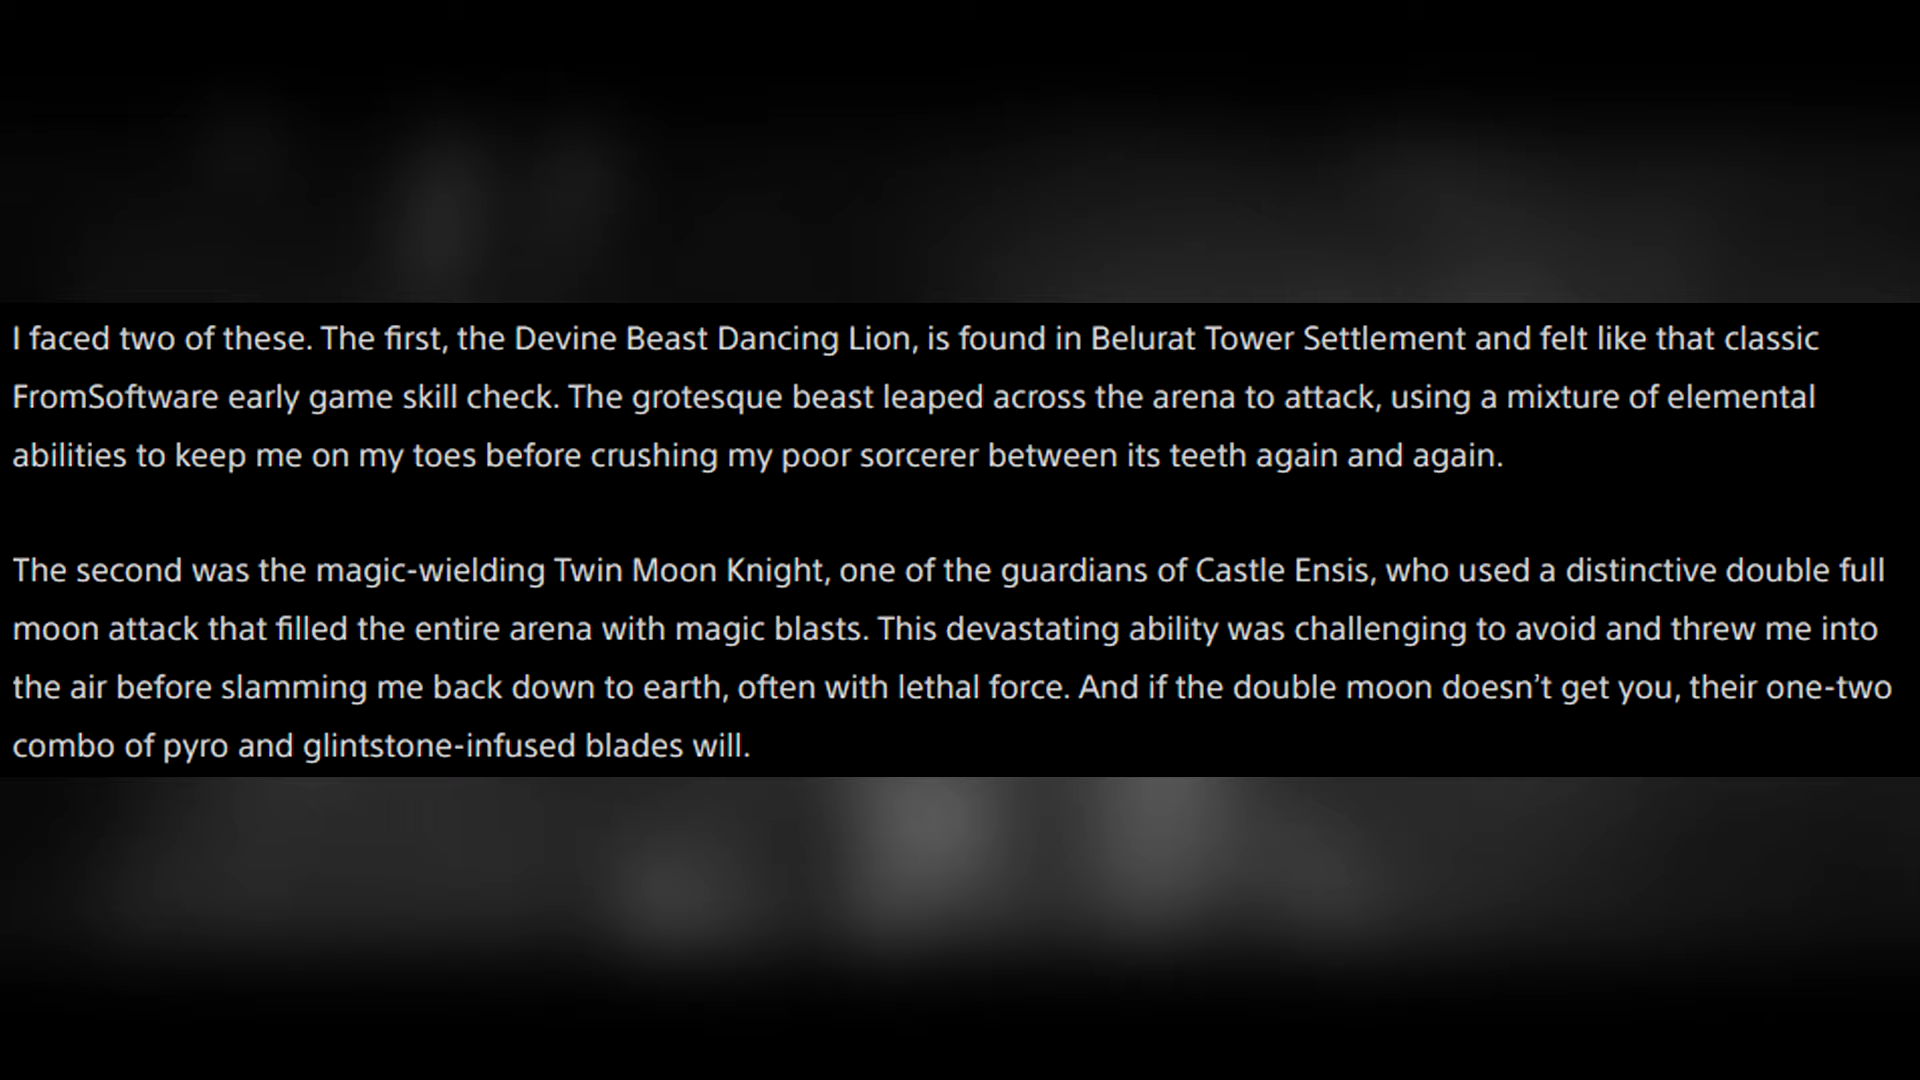 I faced two of these. The first, the Devine Beast Dancing Lion, is found in Belurat Tower Settlement and felt like that classic
FromSoftware early game skill check. The grotesque beast leaped across the arena to attack, using a mixture of elemental
abilities to keep me on my toes before crushing my poor sorcerer between its teeth again and again.
The second was the magic-wielding Twin Moon Knight, one of the guardians of Castle Ensis, who used a distinctive double full
moon attack that filled the entire arena with magic blasts. This devastating ability was challenging to avoid and threw me into
the air before slamming me back down to earth, often with lethal force. And if the double moon doesn’t get you, their one-two
combo of pyro and glintstone-infused blades will.